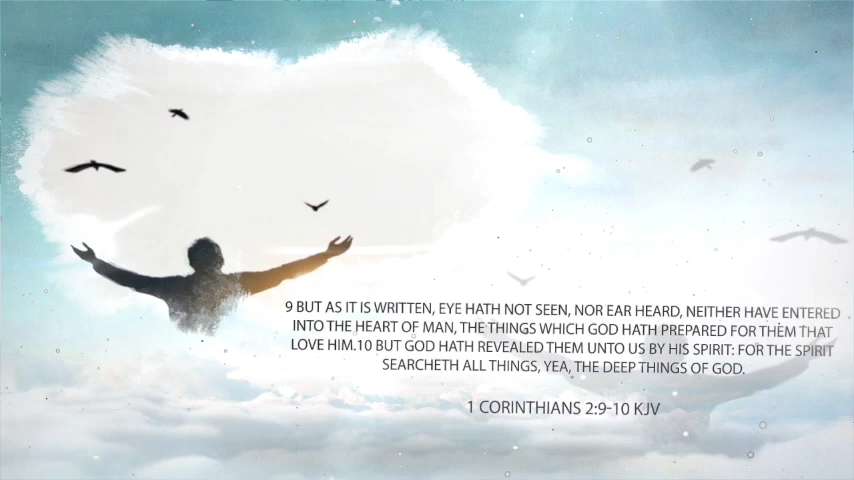 9 BUT AS IT IS WRITTEN, EYE HATH NOT SEEN, NOR EAR HEARD, NEITHER HAVE ENTERED
INTO THE HEART OF MAN, THE THINGS WHICH GOD HATH PREPARED FOR THEM THAT
LOVE HIM.10 BUT GOD HATH REVEALED THEM UNTO US BY HIS SPIRIT: FOR THE SPIRIT
SEARCHETH ALL THINGS, YEA, THE DEEP THINGS OF GOD.
1 CORINTHIANS 2:9-10 KJV